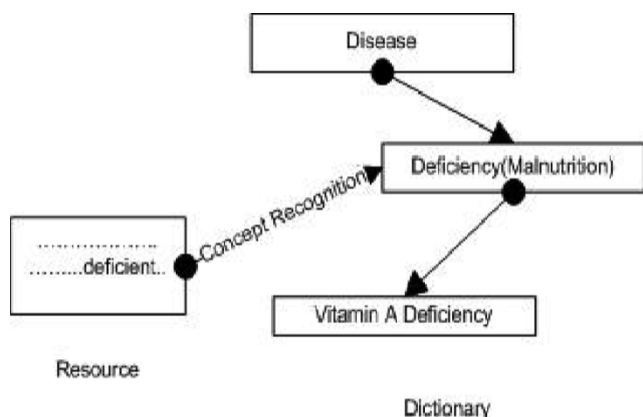 Disease
Deficiency(Malnutrition)
Concept Recognition
...................
.........deficient..
Vitamin A Deficiency
Resource
Dictionary